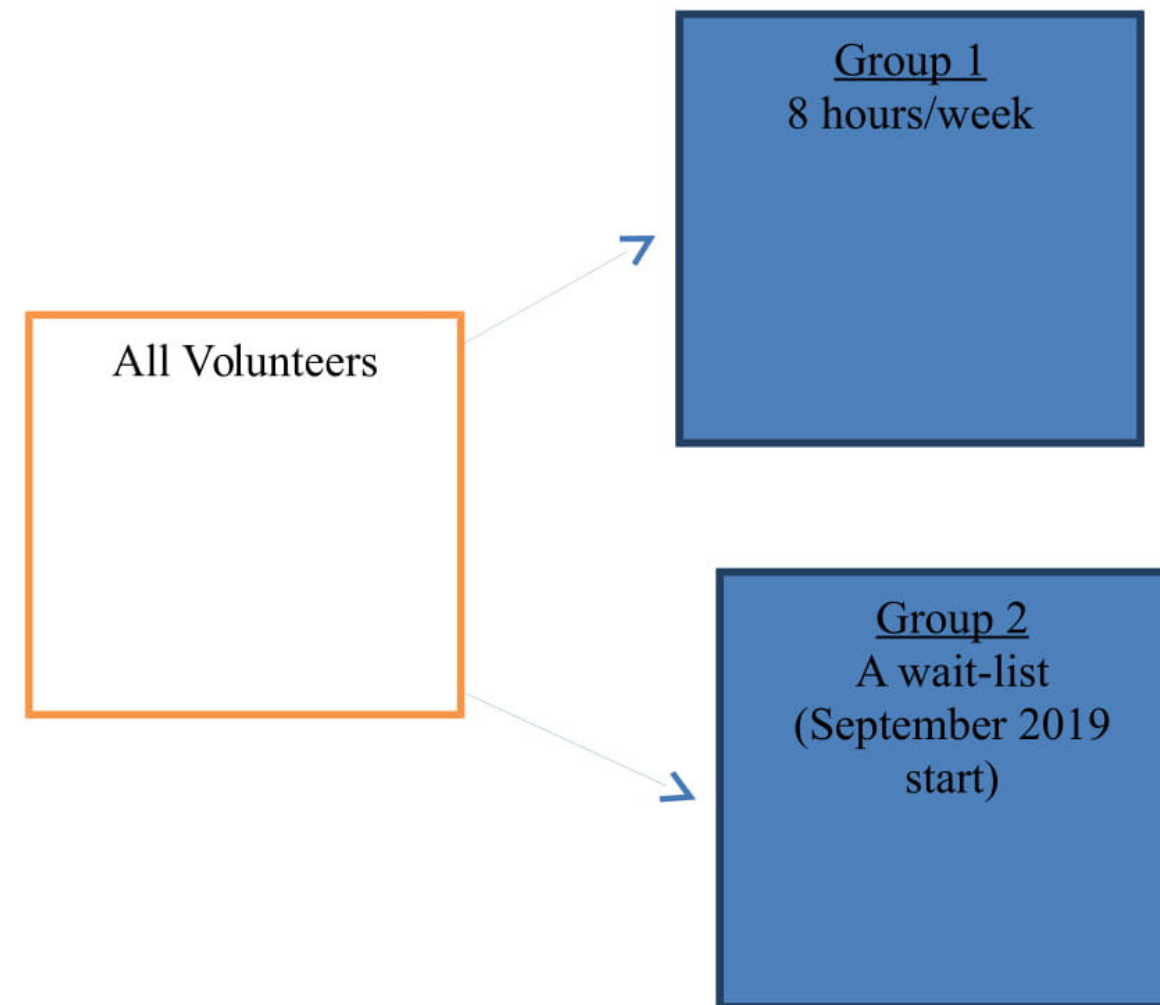 Group 1
8 hours/week
All Volunteers
Group 2
A wait-list
(September 2019
start)